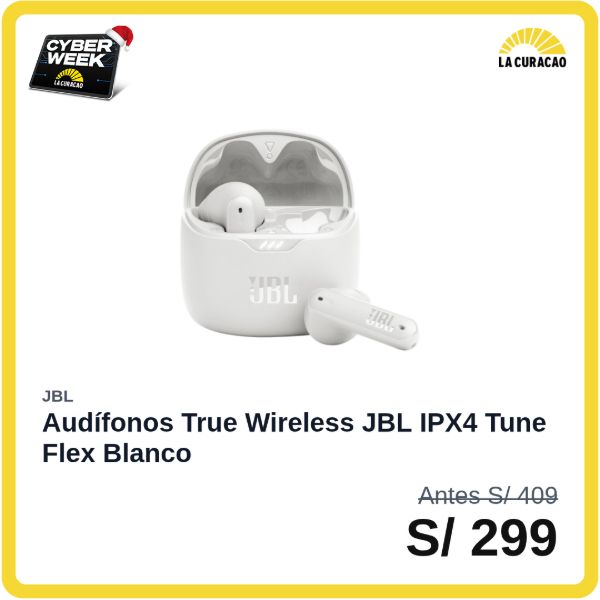 CYBER
WEEK
LA CURACAO
LA CURACAO
JBL
JBL
JBL
Audífonos True Wireless JBL IPX4 Tune
Flex Blanco
Antes S/ 409
S/ 299